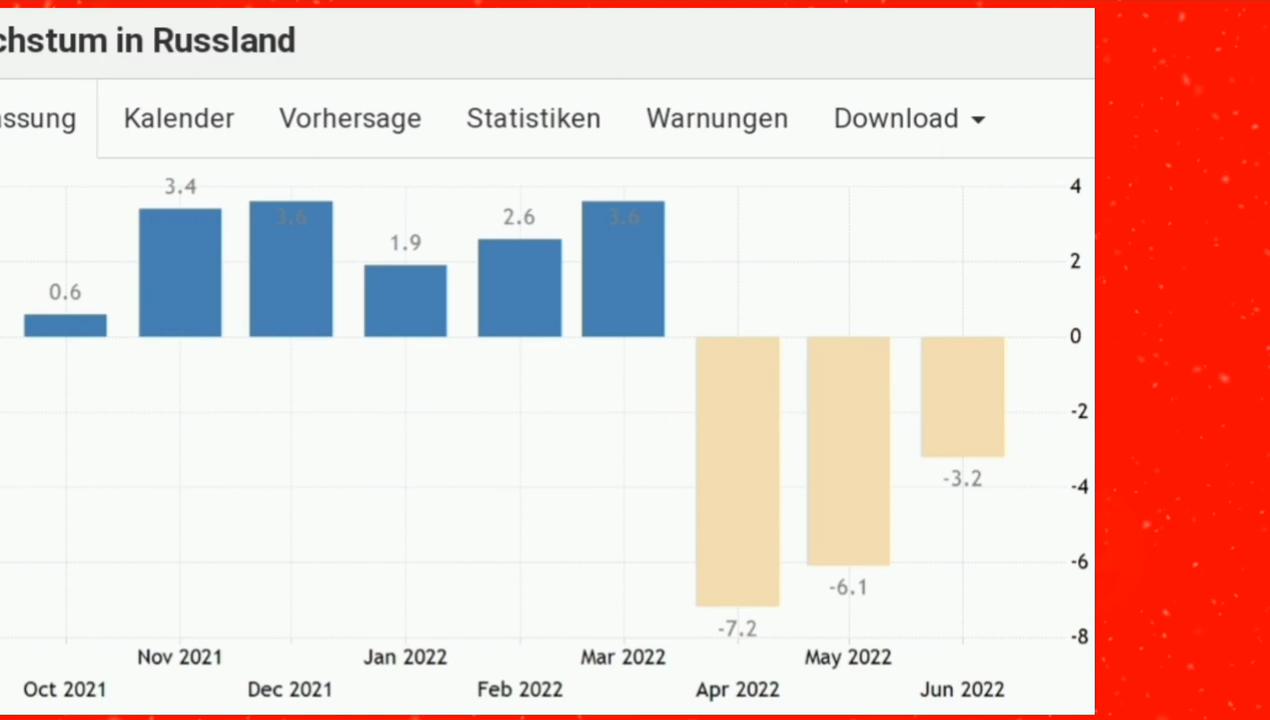 chstum in Russland
ssung Kalender Vorhersage Statistiken Warnungen Download
3.4 4
3.6 2.6 3.6
1.9
2
0.6
0
-2
-3.2
-4
-6
-6.1
-7.2
-8
Nov 2021 Jan 2022 Mar 2022 May 2022
Oct 2021 Dec 2021 Feb 2022 Apr 2022 Jun 2022